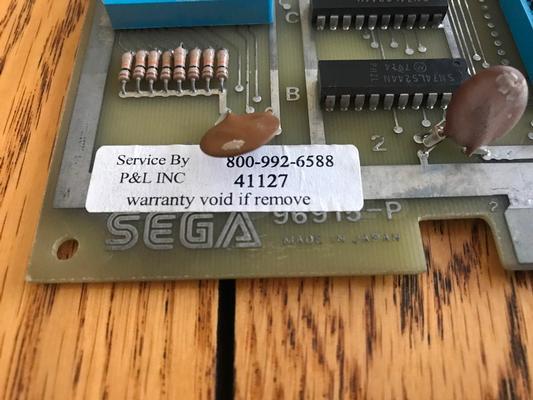 C
B
SN74LS244N
2
Service By 800-992-6588
P&L INC 41127
warranty void if remove
SEGA 96915-P
MADE IN JAPAN